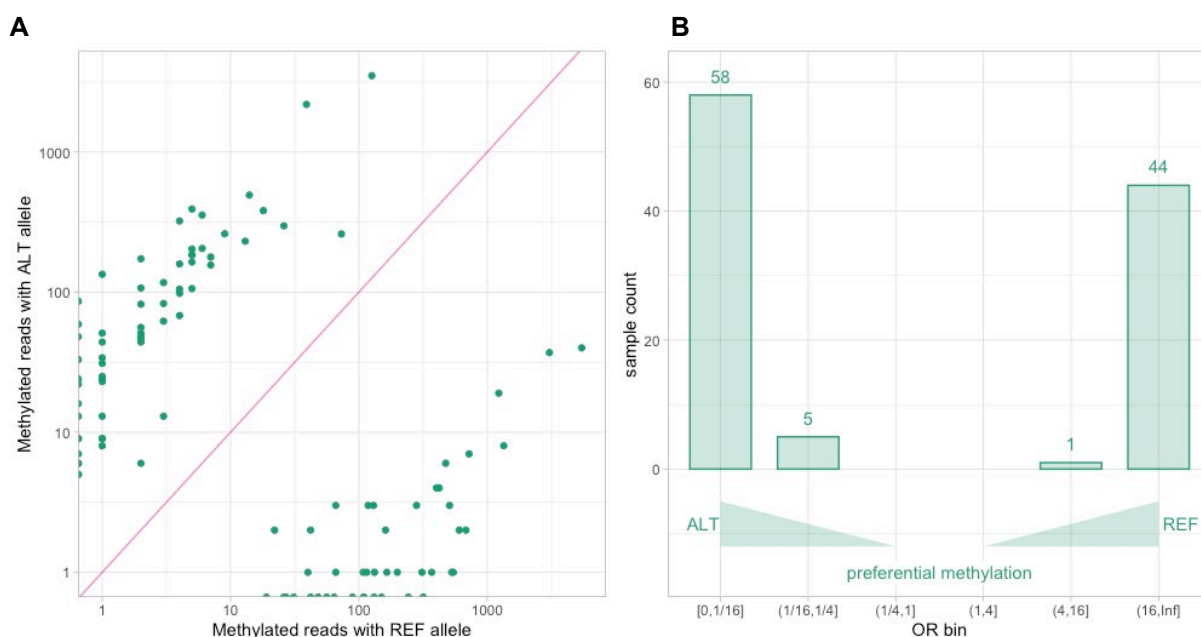 A
B
Methylated reads with ALT allele
1000
100
10
1
1
10
100
1000
Methylated reads with REF allele
sample count
60
40
20
0
58
5
1
44
ALT
REF
preferential methylation
[0,1/16]
(1/16,1/4]
(1/4,1]
(1,4]
(4,16]
(16,Inf]
OR bin